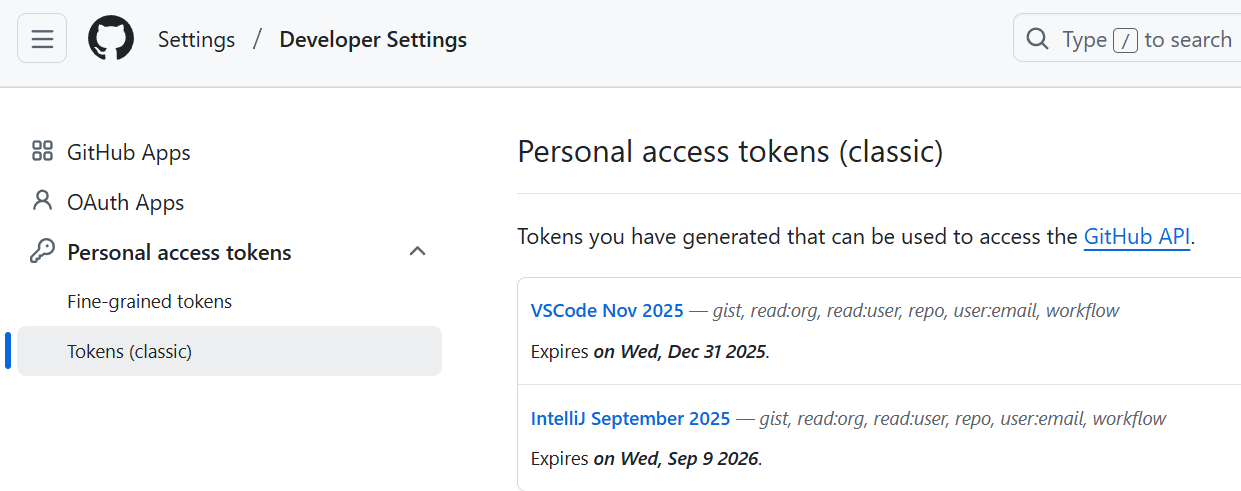 Settings / Developer Settings
Type / to search
GitHub Apps
OAuth Apps
Personal access tokens
Fine-grained tokens
Tokens (classic)
Personal access tokens (classic)
Tokens you have generated that can be used to access the GitHub API.
VSCode Nov 2025 — gist, read:org, read:user, repo, user:email, workflow
Expires on Wed, Dec 31 2025.
IntelliJ September 2025 — gist, read:org, read:user, repo, user:email, workflow
Expires on Wed, Sep 9 2026.